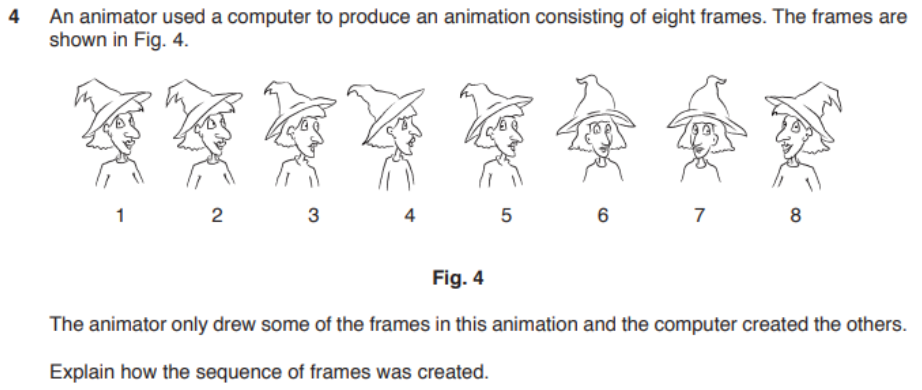 4 An animator used a computer to produce an animation consisting of eight frames. The frames are
shown in Fig. 4.
1 2 3 4 5 6 7 8
Fig. 4
The animator only drew some of the frames in this animation and the computer created the others.
Explain how the sequence of frames was created.